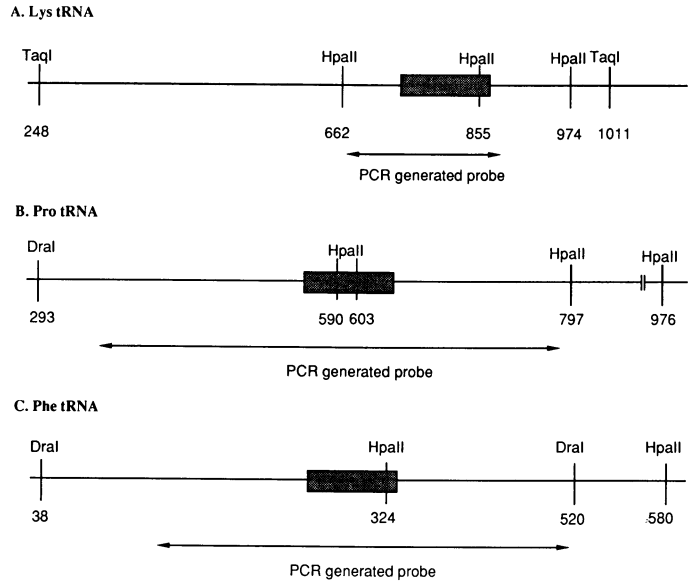 A. Lys tRNA
TaqI HpaII HpaII HpaII TaqI
248 662 855 974 1011
PCR generated probe
B. Pro tRNA
DraI HpaII HpaII HpaII
293 590 603 797 976
PCR generated probe
C. Phe tRNA
DraI HpaII DraI HpaII
38 324 520 580
PCR generated probe